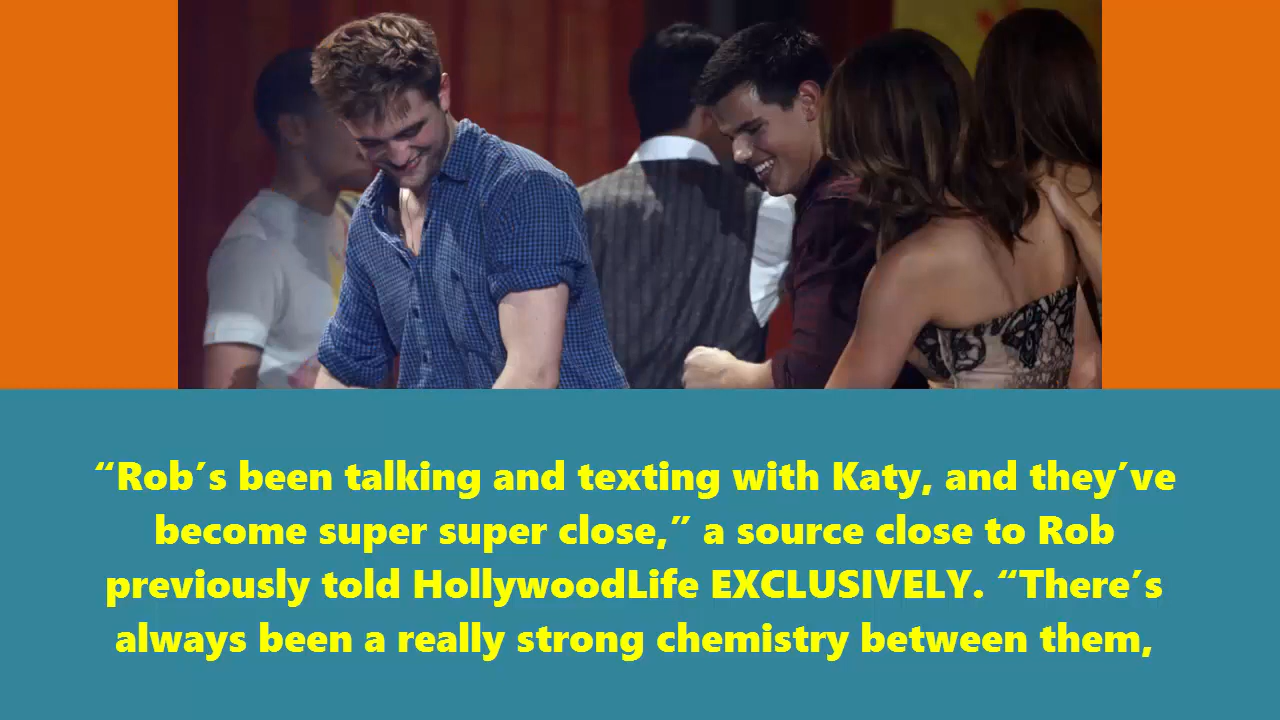 “Rob’s been talking and texting with Katy, and they’ve
become super super close,” a source close to Rob
previously told HollywoodLife EXCLUSIVELY. “There’s
always been a really strong chemistry between them,